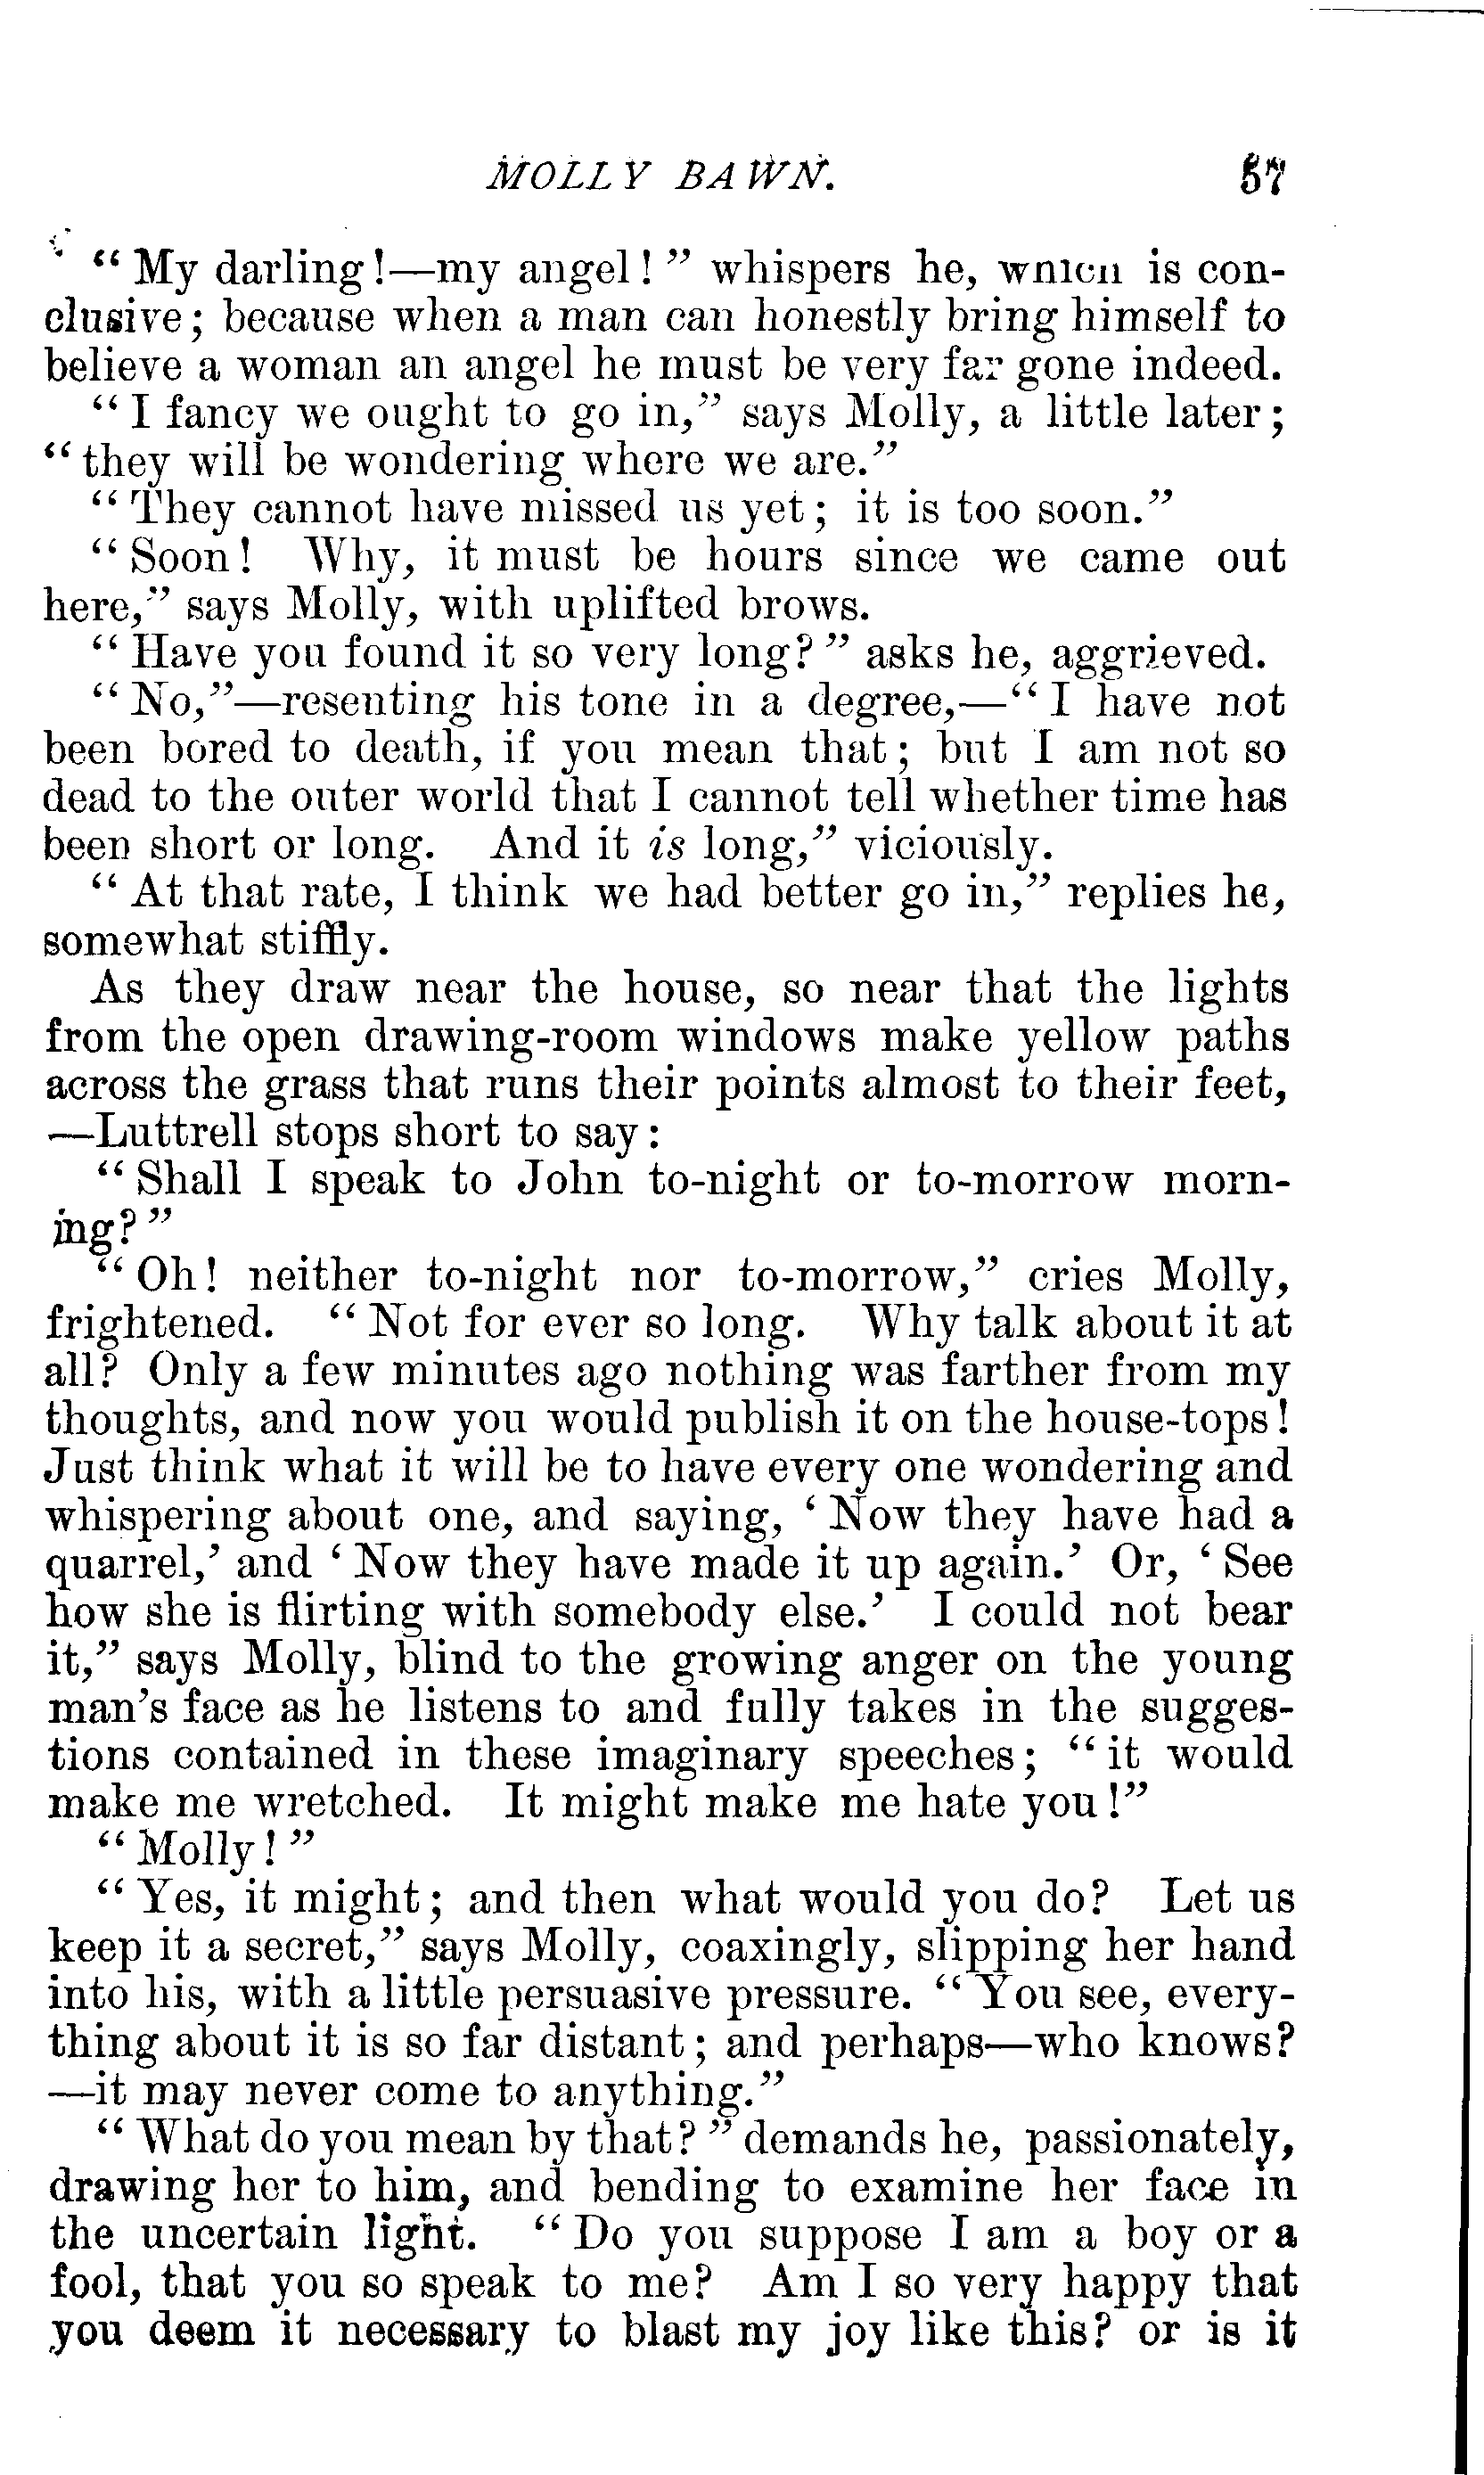 MOLLY BAWN. 57
"My darling!—my angel!" whispers he, which is con-
clusive; because when a man can honestly bring himself to
believe a woman an angel he must be very far gone indeed.
"I fancy we ought to go in," says Molly, a little later;
"they will be wondering where we are."
"They cannot have missed us yet; it is too soon."
"Soon! Why, it must be hours since we came out
here," says Molly, with uplifted brows.
"Have you found it so very long?" asks he, aggrieved.
"No,"—resenting his tone in a degree,—"I have not
been bored to death, if you mean that; but I am not so
dead to the outer world that I cannot tell whether time has
been short or long. And it is long," viciously.
"At that rate, I think we had better go in," replies he,
somewhat stiffly.
As they draw near the house, so near that the lights
from the open drawing-room windows make yellow paths
across the grass that runs their points almost to their feet,
—Luttrell stops short to say:
"Shall I speak to John to-night or to-morrow morn-
ing?"
"Oh! neither to-night nor to-morrow," cries Molly,
frightened. "Not for ever so long. Why talk about it at
all? Only a few minutes ago nothing was farther from my
thoughts, and now you would publish it on the house-tops!
Just think what it will be to have every one wondering and
whispering about one, and saying, 'Now they have had a
quarrel,' and 'Now they have made it up again.' Or, 'See
how she is flirting with somebody else.' I could not bear
it," says Molly, blind to the growing anger on the young
man's face as he listens to and fully takes in the sugges-
tions contained in these imaginary speeches; "it would
make me wretched. It might make me hate you!"
"Molly!"
"Yes, it might; and then what would you do? Let us
keep it a secret," says Molly, coaxingly, slipping her hand
into his, with a little persuasive pressure. "You see, every-
thing about it is so far distant; and perhaps—who knows?
—it may never come to anything."
"What do you mean by that?" demands he, passionately,
drawing her to him, and bending to examine her face in
the uncertain light. "Do you suppose I am a boy or a
fool, that you so speak to me? Am I so very happy that
you deem it necessary to blast my joy like this? or is it